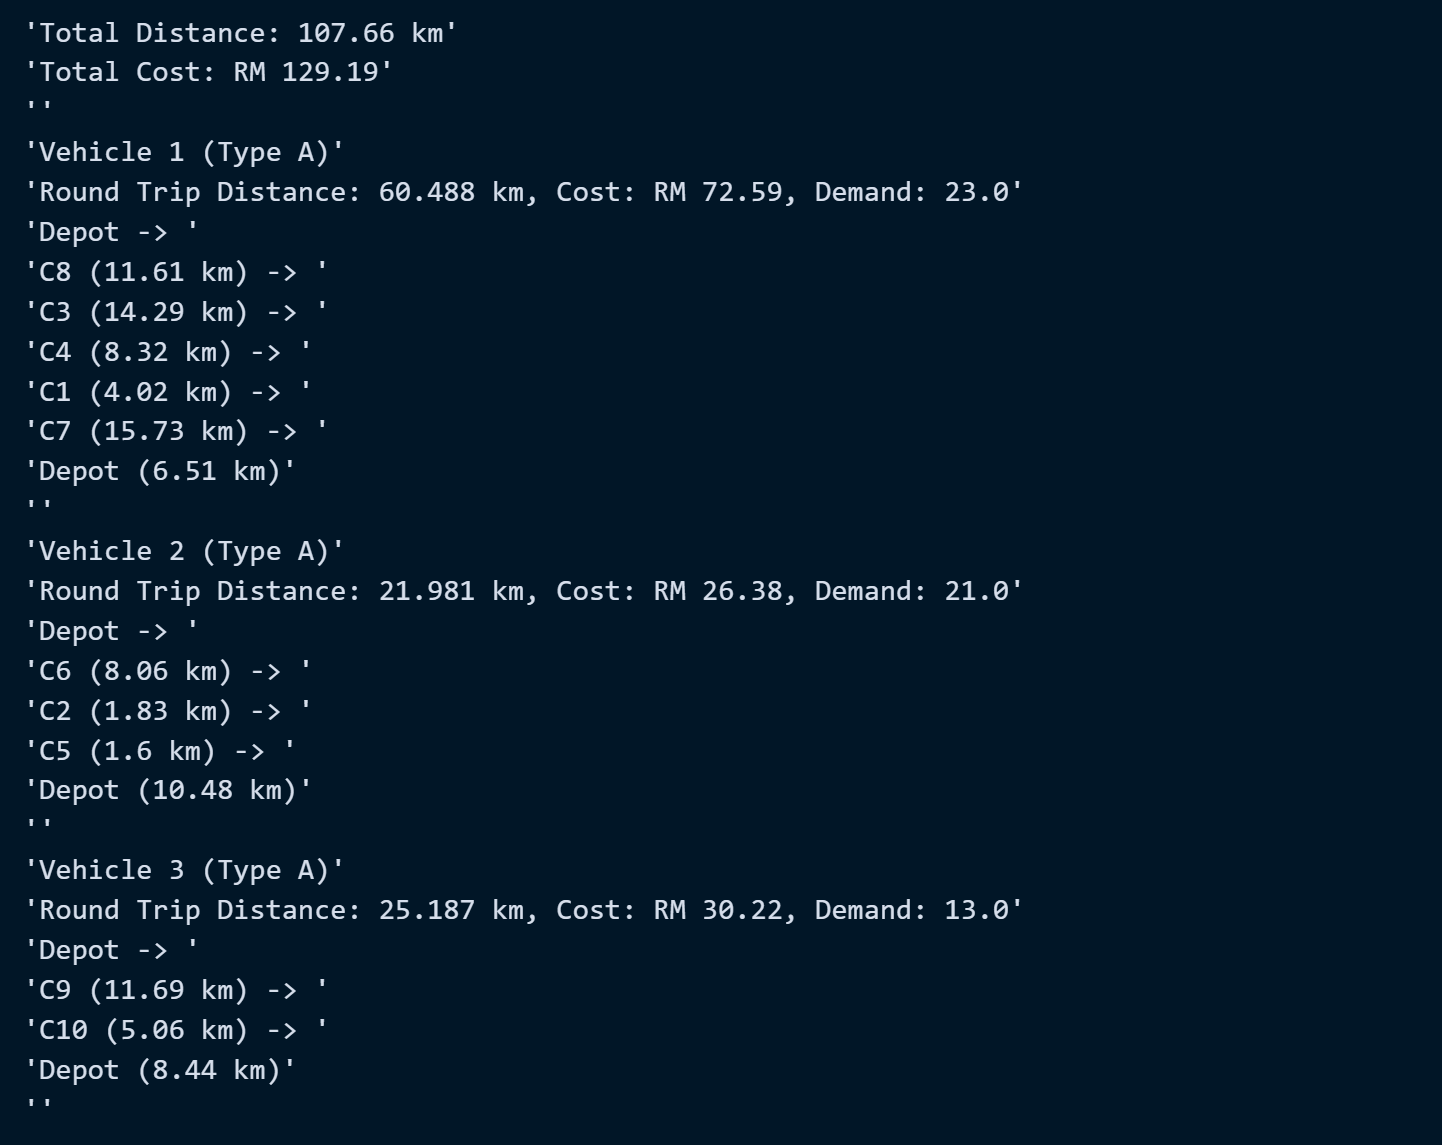 'Total Distance: 107.66 km'
'Total Cost: RM 129.19'
''
'Vehicle 1 (Type A)'
'Round Trip Distance: 60.488 km, Cost: RM 72.59, Demand: 23.0'
'Depot -> '
'C8 (11.61 km) -> '
'C3 (14.29 km) -> '
'C4 (8.32 km) -> '
'C1 (4.02 km) -> '
'C7 (15.73 km) -> '
'Depot (6.51 km)'
''
'Vehicle 2 (Type A)'
'Round Trip Distance: 21.981 km, Cost: RM 26.38, Demand: 21.0'
'Depot -> '
'C6 (8.06 km) -> '
'C2 (1.83 km) -> '
'C5 (1.6 km) -> '
'Depot (10.48 km)'
''
'Vehicle 3 (Type A)'
'Round Trip Distance: 25.187 km, Cost: RM 30.22, Demand: 13.0'
'Depot -> '
'C9 (11.69 km) -> '
'C10 (5.06 km) -> '
'Depot (8.44 km)'
''